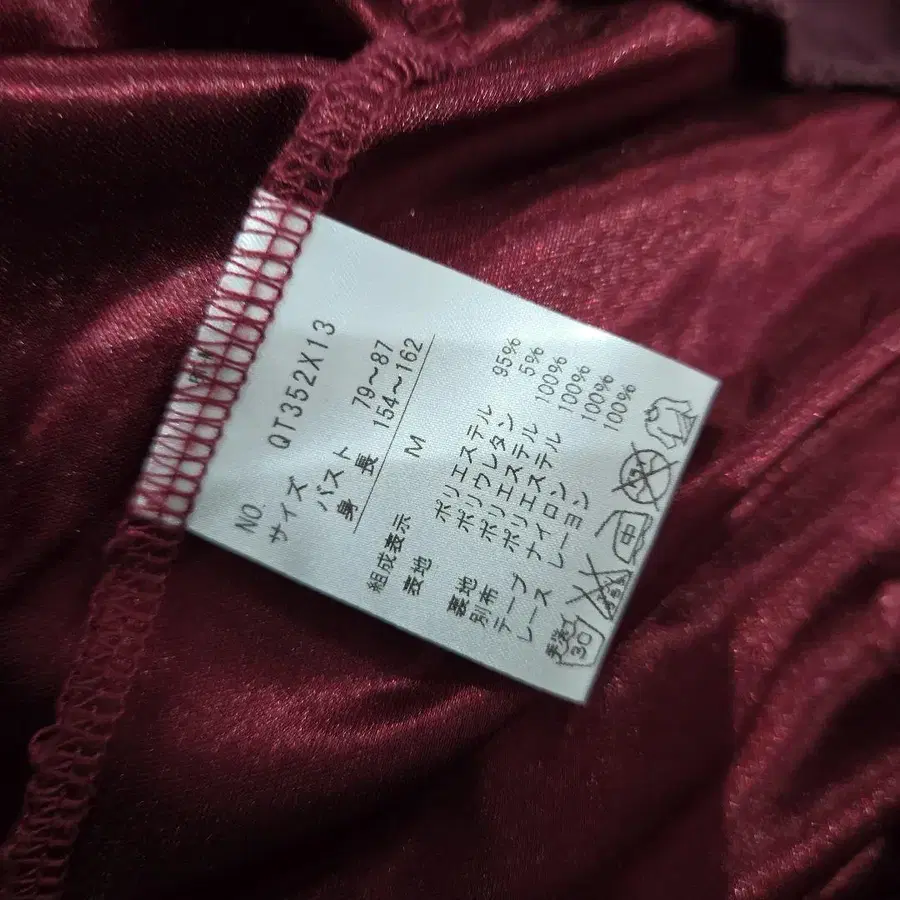 NO. QT352X13
サイズ
バスト 79~87
身 長 154~162
M
組成表示
表地 ポリエステル 95%
ポリウレタン 5%
裏地 ポリエステル 100%
別布 ポリエステル 100%
テープ ナイロン 100%
レース レーヨン 100%
手洗イ 30 中